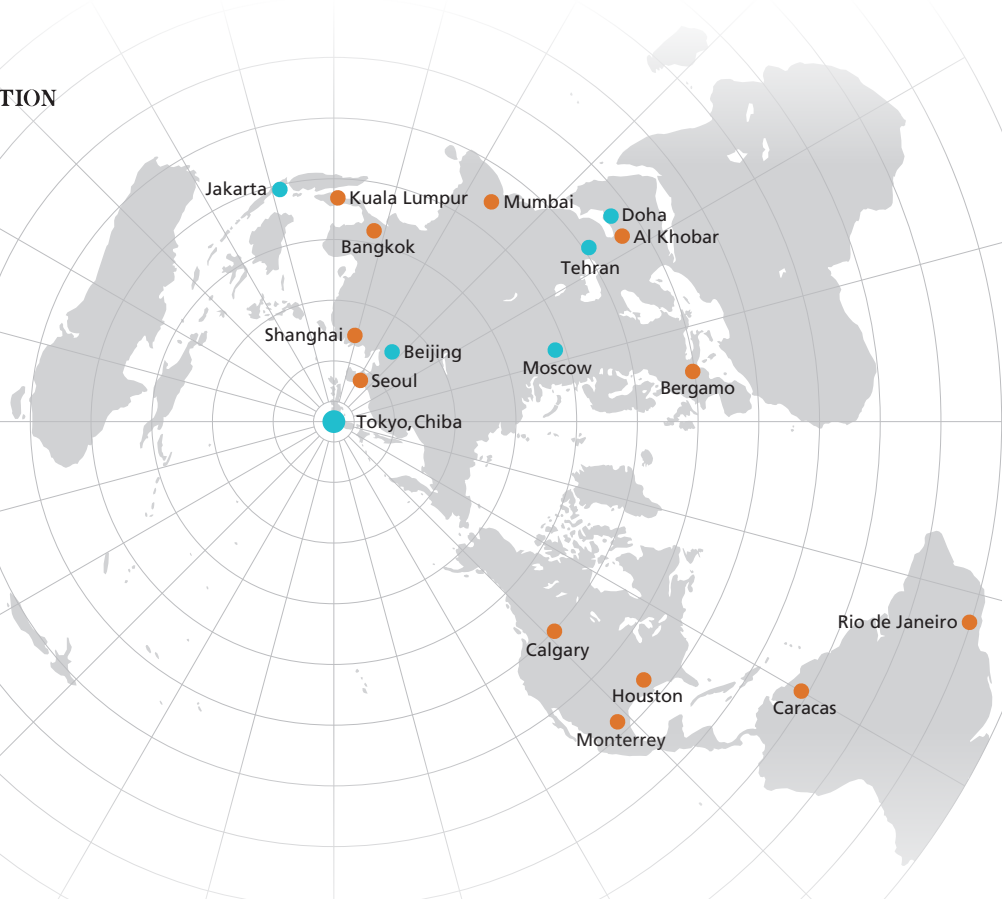 TION
Jakarta
Kuala Lumpur
Mumbai
Doha
Bangkok
Al Khobar
Tehran
Shanghai
Beijing
Moscow
Seoul
Bergamo
Tokyo,Chiba
Rio de Janeiro
Calgary
Houston
Caracas
Monterrey